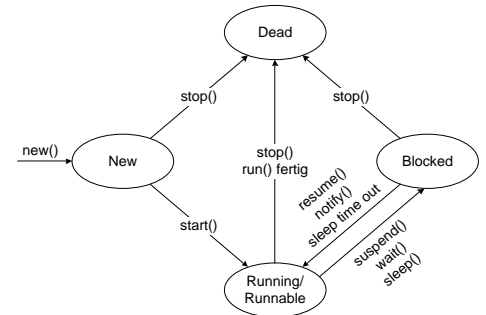 Dead
stop()
stop()
new()
New
stop()
run() fertig
Blocked
resume()
notify()
sleep time out
start()
suspend()
wait()
sleep()
Running/
Runnable